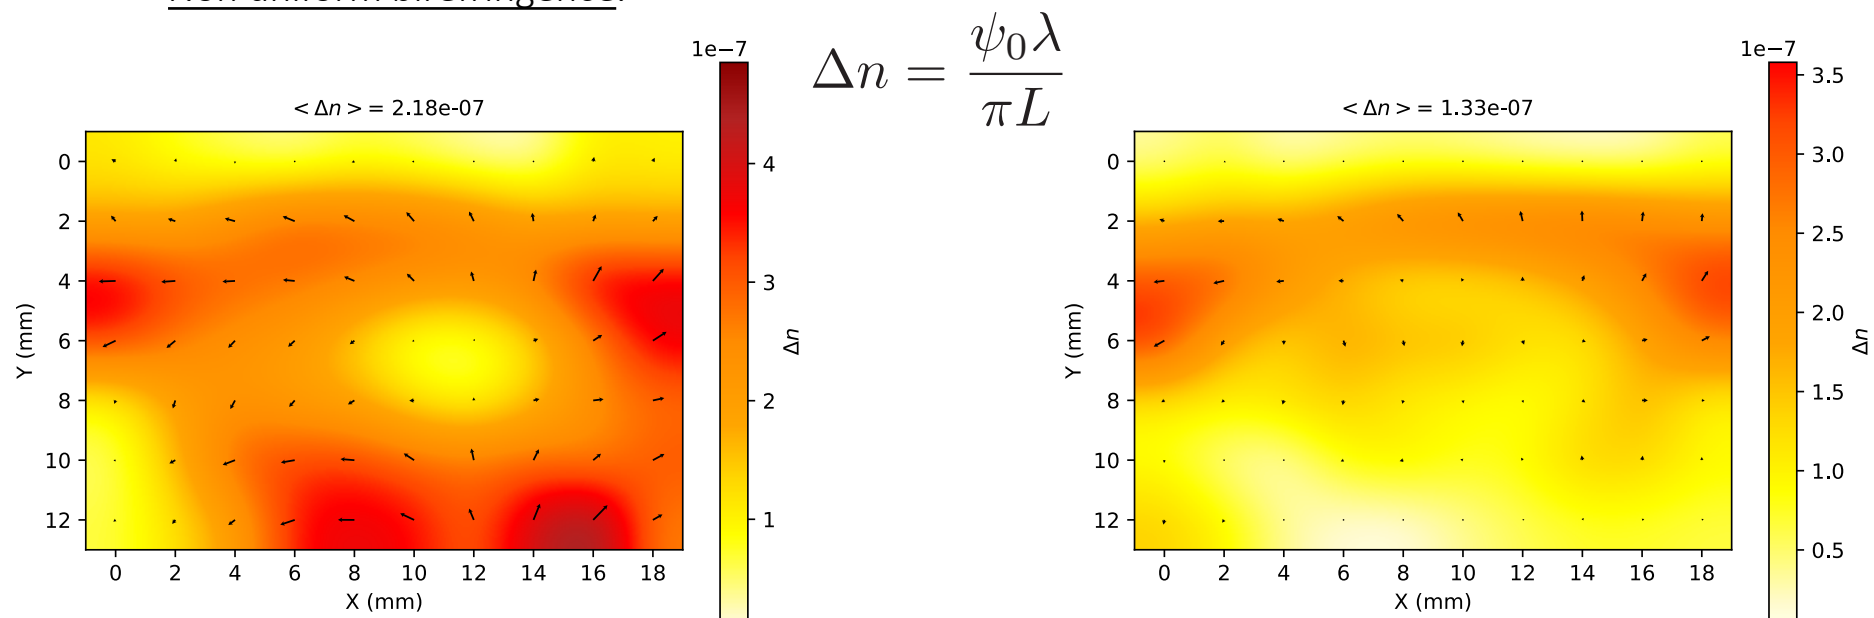 Non uniform birefringence:
Δn = ψ₀λ / πL
1e−7
< Δn > = 2.18e-07
0
2
4
6
8
10
12
Y (mm)
0 2 4 6 8 10 12 14 16 18
X (mm)
4
3
2
1
Δn
1e−7
< Δn > = 1.33e-07
0
2
4
6
8
10
12
Y (mm)
0 2 4 6 8 10 12 14 16 18
X (mm)
3.5
3.0
2.5
2.0
1.5
1.0
0.5
Δn